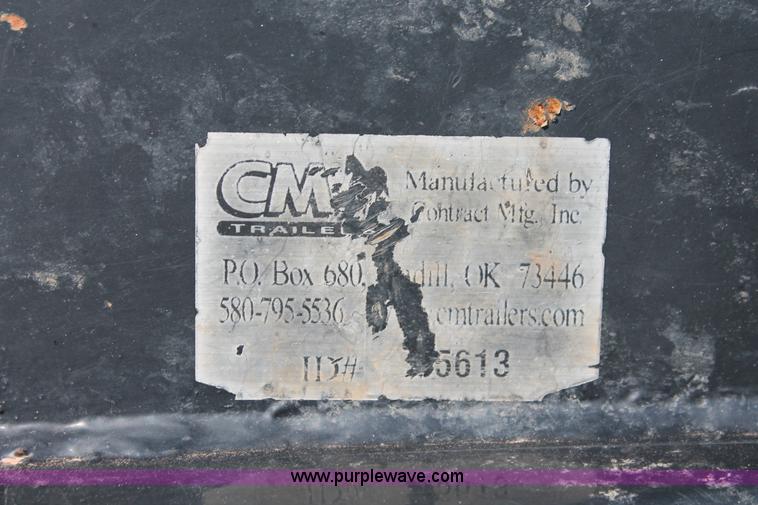 CM
Manufactured by
Contract Mfg., Inc.
P.O. Box 680, OK 73446
580-795-5536 cmtrailers.com
5613
www.purplewave.com